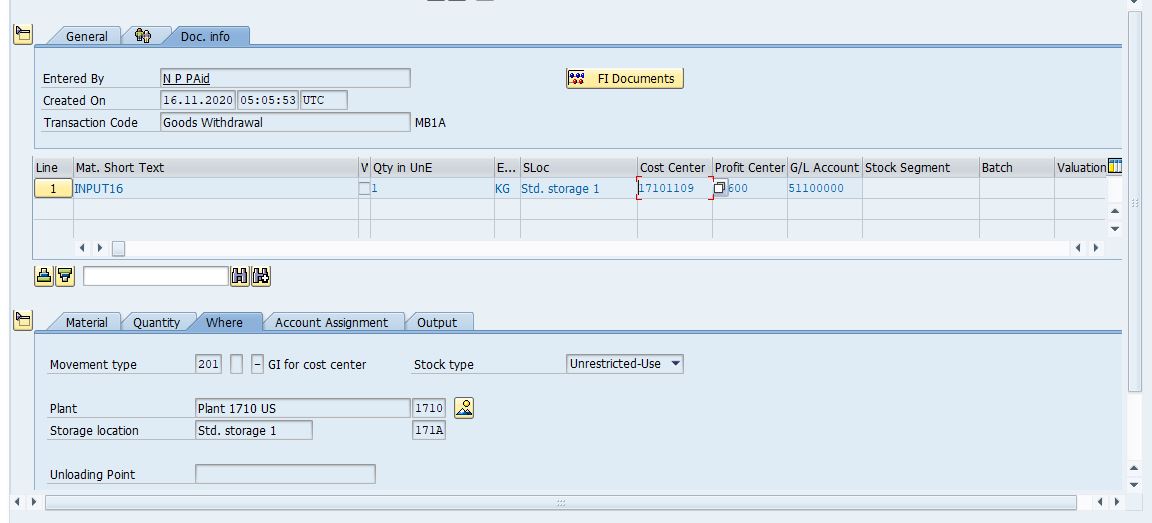 General Doc. info
Entered By N P PAid FI Documents
Created On 16.11.2020 05:05:53 UTC
Transaction Code Goods Withdrawal MB1A
Line Mat. Short Text Qty in UnE E... SLoc Cost Center Profit Center G/L Account Stock Segment Batch Valuation
1 INPUT16 1 KG Std. storage 1 17101109 600 51100000
Material Quantity Where Account Assignment Output
Movement type 201 - GI for cost center Stock type Unrestricted-Use
Plant Plant 1710 US 1710
Storage location Std. storage 1 171A
Unloading Point